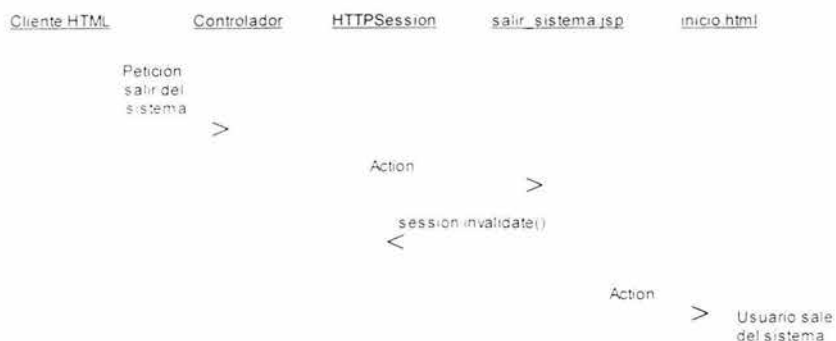 Cliente HTML Controlador HTTPSession salir_sistema.jsp inicio.html
Petición
salir del
sistema
>
Action
>
session.invalidate()
<
Action
>
Usuario sale
del sistema